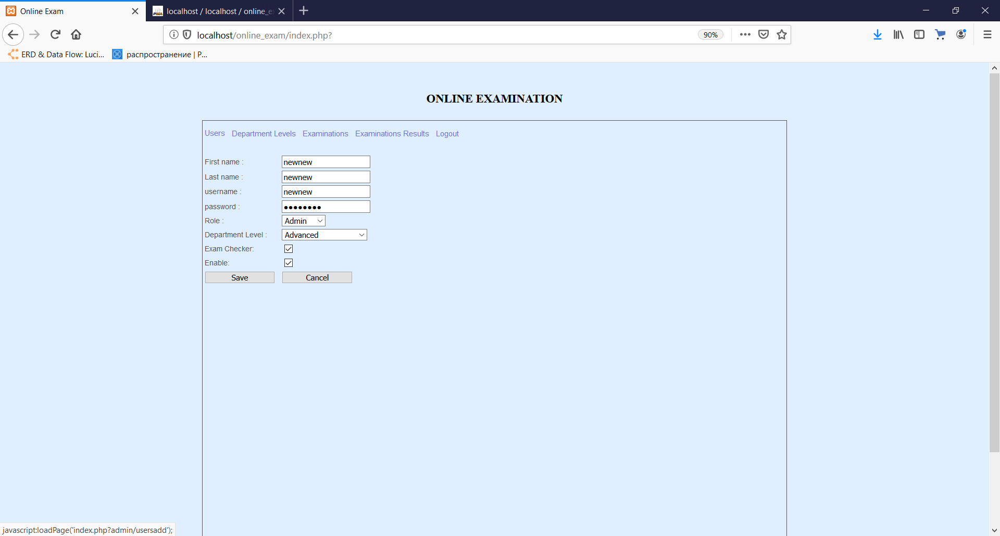 Online Exam
localhost / localhost / online_e
localhost/online_exam/index.php?
90%
ERD & Data Flow: Luci...
распространение | P...
ONLINE EXAMINATION
Users Department Levels Examinations Examinations Results Logout
First name : newnew
Last name : newnew
username : newnew
password : ●●●●●●●●
Role : Admin
Department Level : Advanced
Exam Checker:
Enable:
Save Cancel
javascript:loadPage('index.php?admin/usersadd');